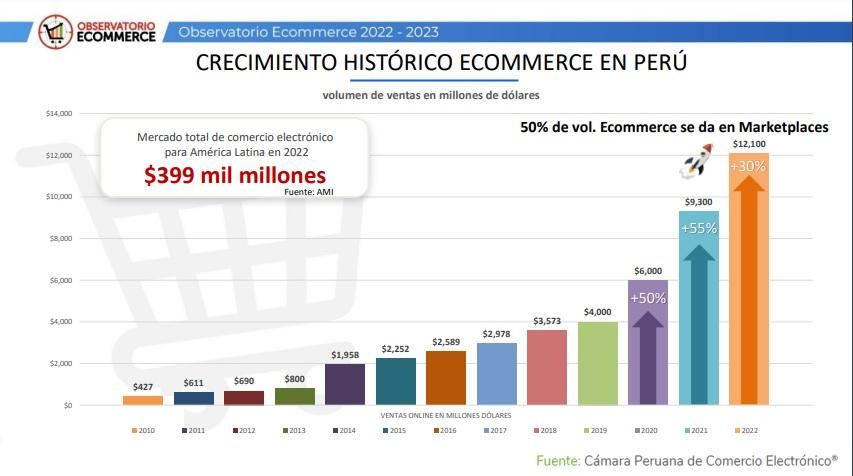 OBSERVATORIO
ECOMMERCE
Observatorio Ecommerce 2022 - 2023
CRECIMIENTO HISTÓRICO ECOMMERCE EN PERÚ
volumen de ventas en millones de dólares
Mercado total de comercio electrónico
para América Latina en 2022
$399 mil millones
Fuente: AMI
50% de vol. Ecommerce se da en Marketplaces
$14,000
$12,000
$10,000
$8,000
$6,000
$4,000
$2,000
$0
$427
$611
$690
$800
$1,958
$2,252
$2,589
$2,978
$3,573
$4,000
$6,000
+50%
$9,300
+55%
$12,100
+30%
VENTAS ONLINE EN MILLONES DÓLARES
2010 2011 2012 2013 2014 2015 2016 2017 2018 2019 2020 2021 2022
Fuente: Cámara Peruana de Comercio Electrónico®